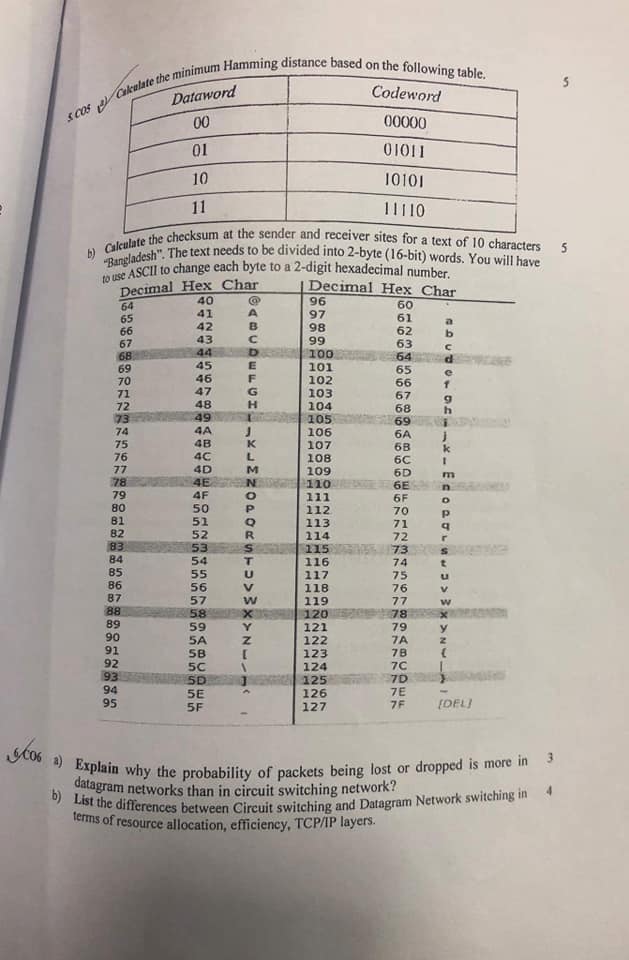 5. CO5 a) Calculate the minimum Hamming distance based on the following table. 5
Dataword Codeword
00 00000
01 01011
10 10101
11 11110
b) Calculate the checksum at the sender and receiver sites for a text of 10 characters 5
"Bangladesh". The text needs to be divided into 2-byte (16-bit) words. You will have
to use ASCII to change each byte to a 2-digit hexadecimal number.
Decimal Hex Char Decimal Hex Char
64 40 @ 96 60 `
65 41 A 97 61 a
66 42 B 98 62 b
67 43 C 99 63 c
68 44 D 100 64 d
69 45 E 101 65 e
70 46 F 102 66 f
71 47 G 103 67 g
72 48 H 104 68 h
73 49 I 105 69 i
74 4A J 106 6A j
75 4B K 107 6B k
76 4C L 108 6C l
77 4D M 109 6D m
78 4E N 110 6E n
79 4F O 111 6F o
80 50 P 112 70 p
81 51 Q 113 71 q
82 52 R 114 72 r
83 53 S 115 73 s
84 54 T 116 74 t
85 55 U 117 75 u
86 56 V 118 76 v
87 57 W 119 77 w
88 58 X 120 78 x
89 59 Y 121 79 y
90 5A Z 122 7A z
91 5B [ 123 7B {
92 5C \ 124 7C |
93 5D ] 125 7D }
94 5E ^ 126 7E ~
95 5F _ 127 7F [DEL]
6. CO6 a) Explain why the probability of packets being lost or dropped is more in 3
datagram networks than in circuit switching network?
b) List the differences between Circuit switching and Datagram Network switching in 4
terms of resource allocation, efficiency, TCP/IP layers.